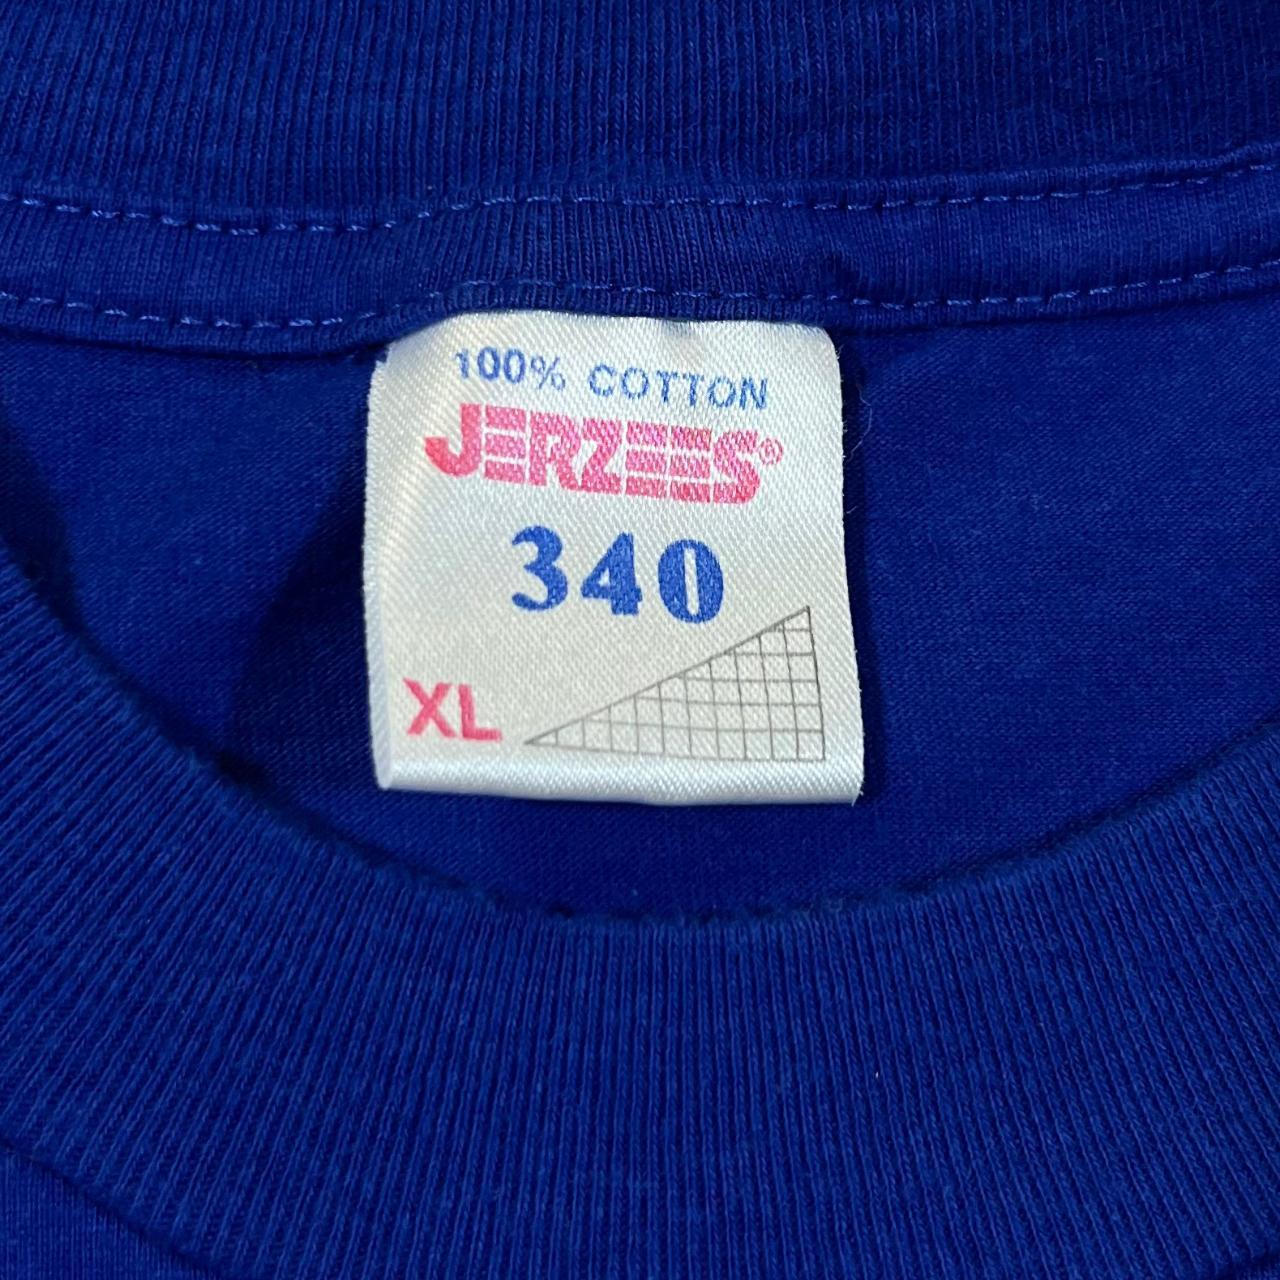 100% COTTON
JERZEES®
340
XL